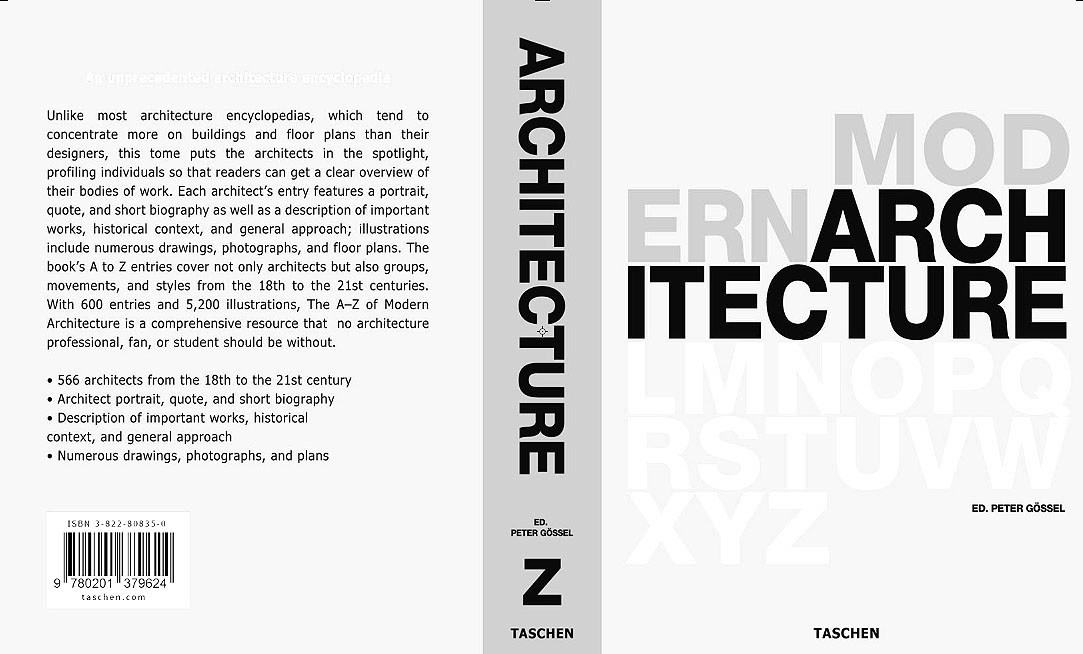 An unprecedented architecture encyclopedia
Unlike most architecture encyclopedias, which tend to
concentrate more on buildings and floor plans than their
designers, this tome puts the architects in the spotlight,
profiling individuals so that readers can get a clear overview of
their bodies of work. Each architect's entry features a portrait,
quote, and short biography as well as a description of important
works, historical context, and general approach; illustrations
include numerous drawings, photographs, and floor plans. The
book's A to Z entries cover not only architects but also groups,
movements, and styles from the 18th to the 21st centuries.
With 600 entries and 5,200 illustrations, The A–Z of Modern
Architecture is a comprehensive resource that no architecture
professional, fan, or student should be without.
• 566 architects from the 18th to the 21st century
• Architect portrait, quote, and short biography
• Description of important works, historical
context, and general approach
• Numerous drawings, photographs, and plans
ISBN 3-822-80835-0
9 780201 379624
taschen.com
ARCHITECTURE
ED.
PETER GÖSSEL
Z
TASCHEN
MOD
ERNARCH
ITECTURE
LMNOPQ
RSTUVW
XYZ
ED. PETER GÖSSEL
TASCHEN